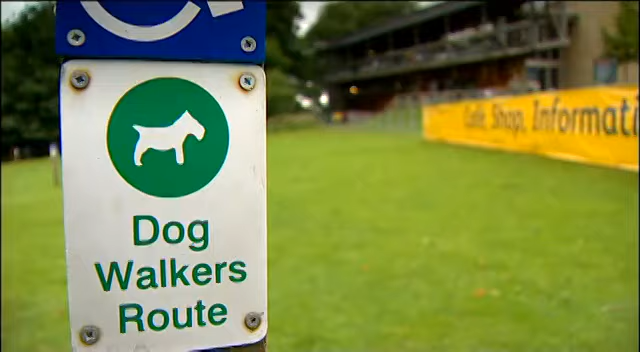 Dog
Walkers
Route
Café, Shop, Informati